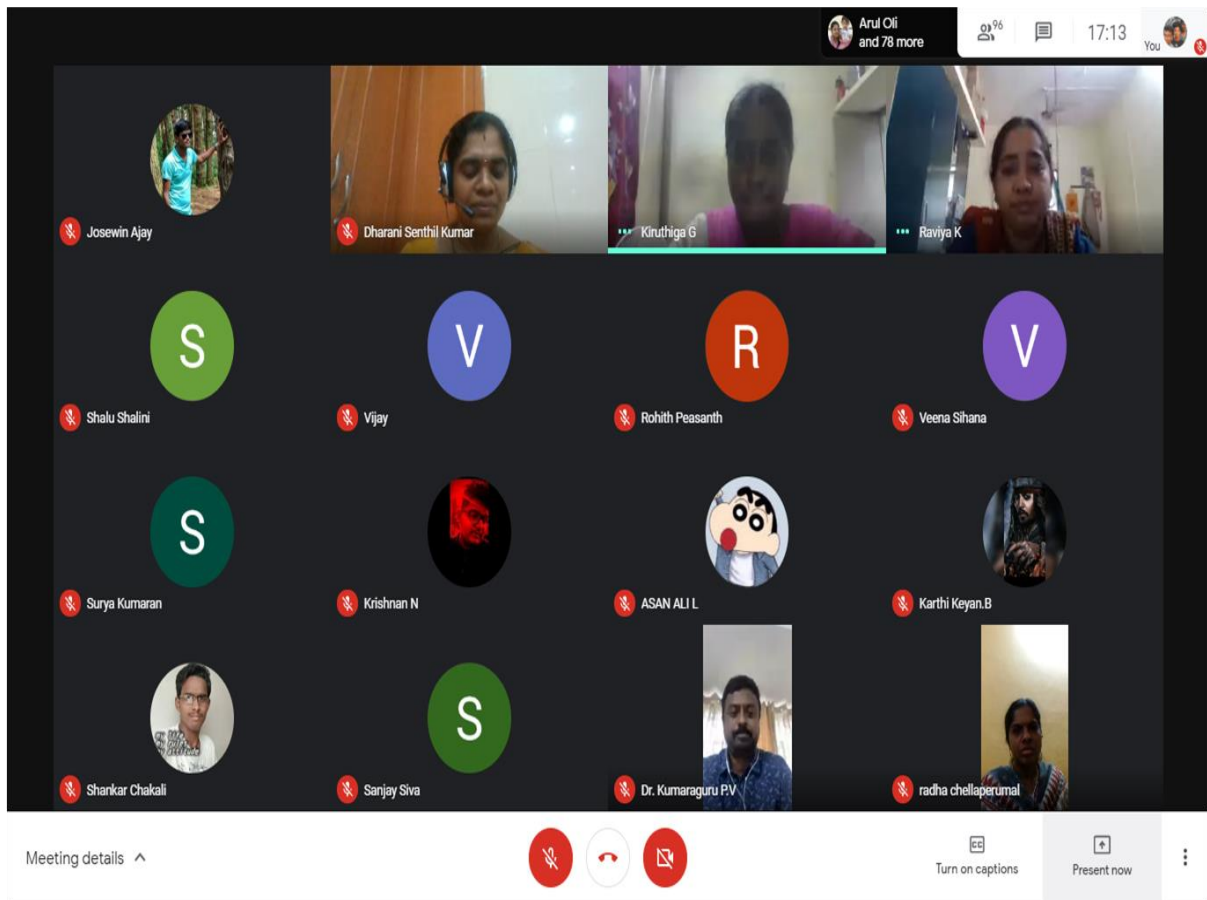 Arul Oli
and 78 more
96
17:13
You
Josewin Ajay
Dharani Senthil Kumar
Kiruthiga G
Raviya K
S
V
R
V
Shalu Shalini
Vijay
Rohith Peasanth
Veena Sihana
S
Surya Kumaran
Krishnan N
ASAN ALI L
Karthi Keyan.B
S
Shankar Chakali
Sanjay Siva
Dr. Kumaraguru P.V
radha chellaperumal
Meeting details
CC
Turn on captions
Present now